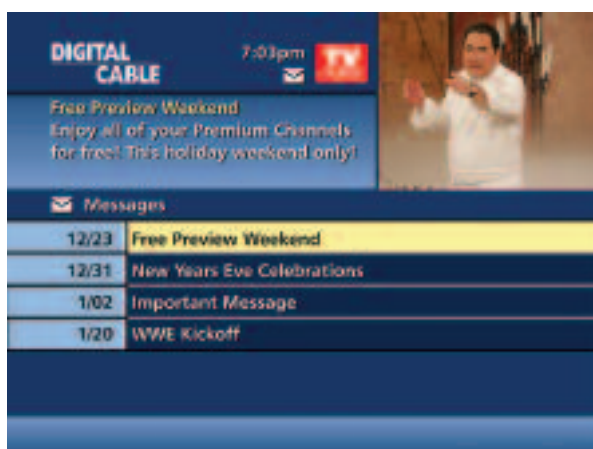 DIGITAL
CABLE
7:03pm
TV
Free Preview Weekend
Enjoy all of your Premium Channels
for free! This holiday weekend only!
Messages
12/23 Free Preview Weekend
12/31 New Years Eve Celebrations
1/02 Important Message
1/20 WWE Kickoff